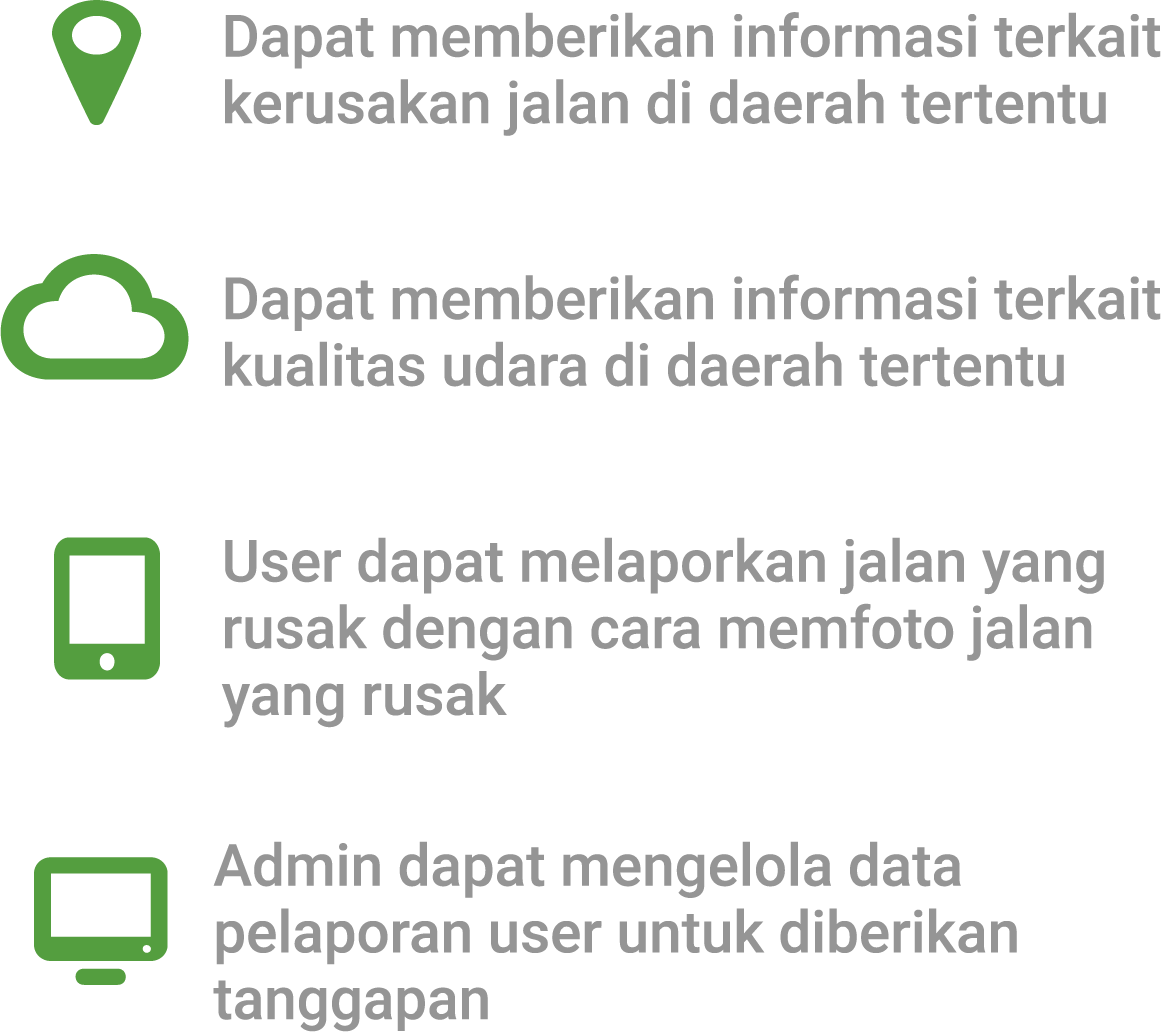 Dapat memberikan informasi terkait
kerusakan jalan di daerah tertentu
Dapat memberikan informasi terkait
kualitas udara di daerah tertentu
User dapat melaporkan jalan yang
rusak dengan cara memfoto jalan
yang rusak
Admin dapat mengelola data
pelaporan user untuk diberikan
tanggapan